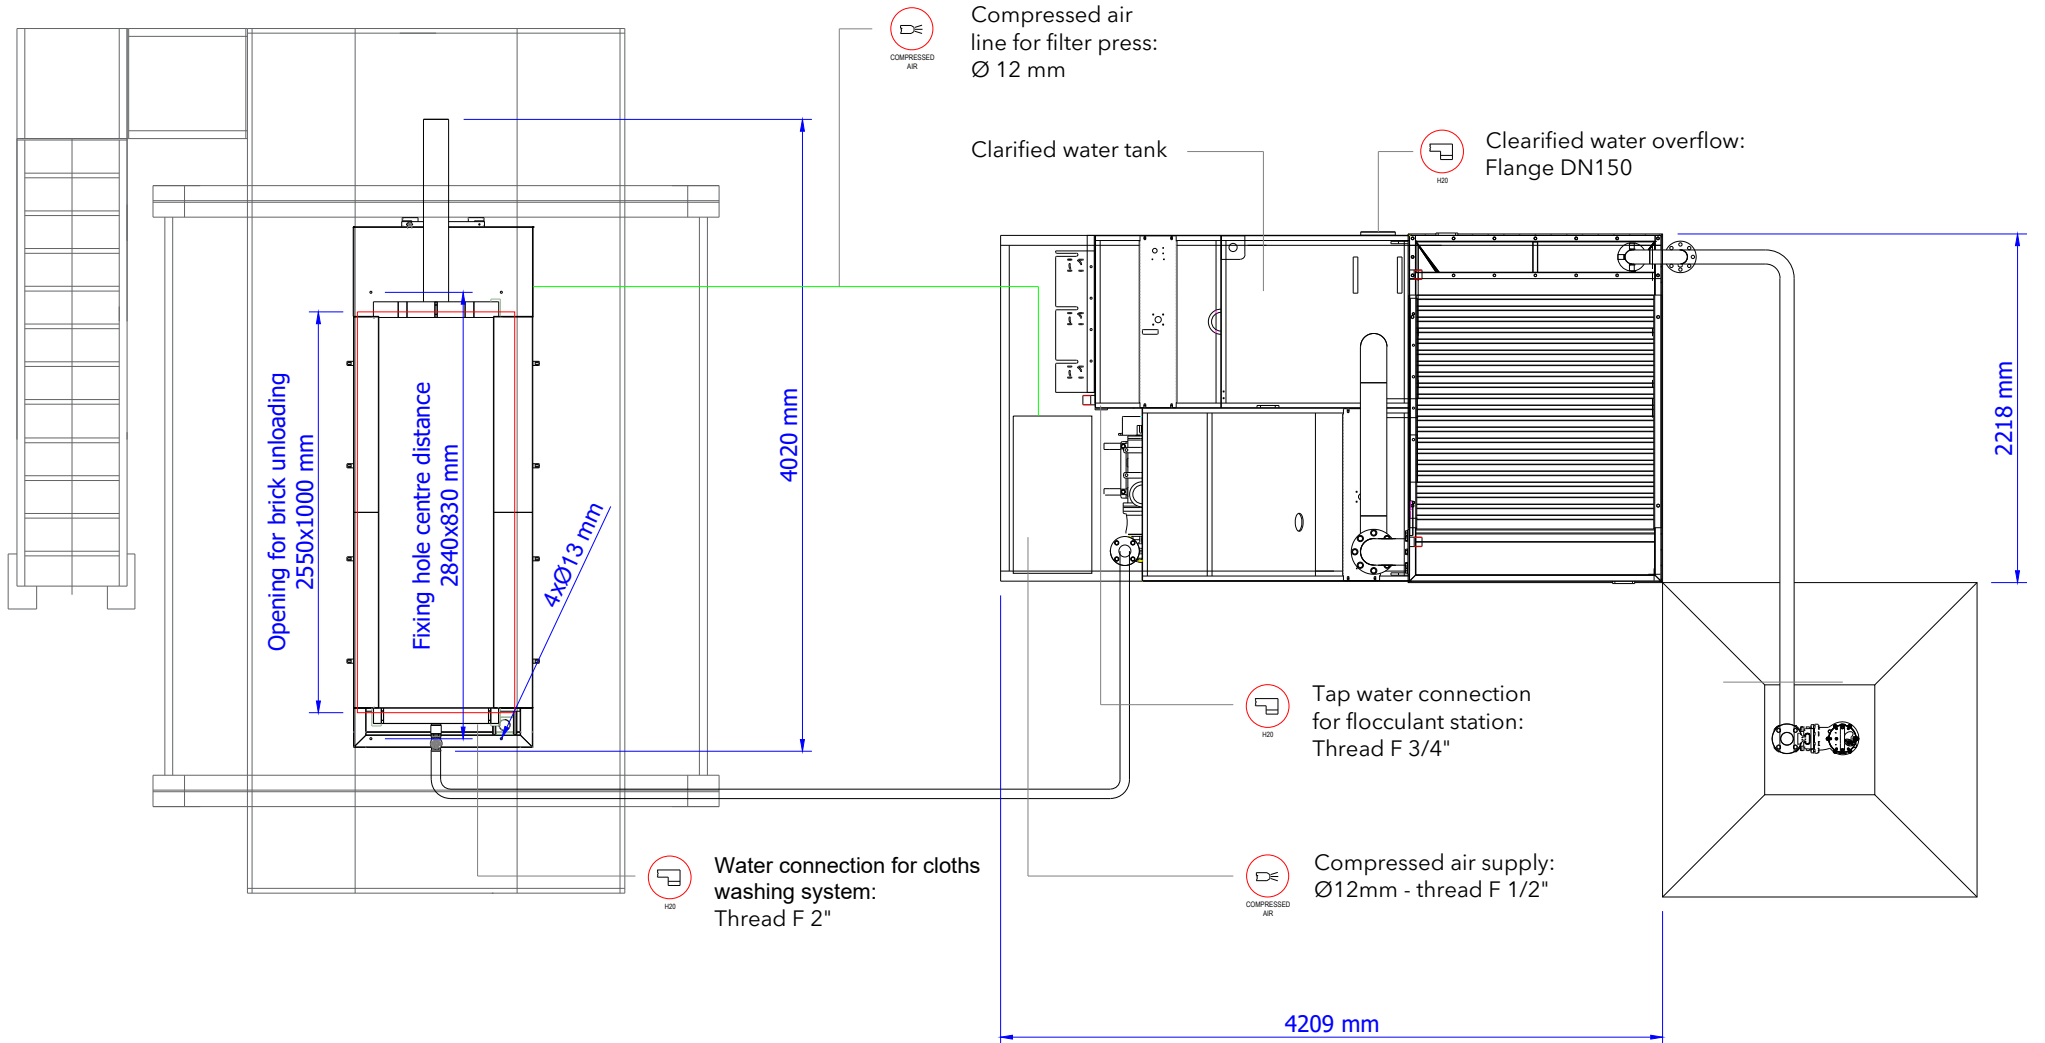 Compressed air
line for filter press:
Ø 12 mm
COMPRESSED
AIR
Clarified water tank
Clearified water overflow:
Flange DN150
H20
Opening for brick unloading
2550x1000 mm
Fixing hole centre distance
2840x830 mm
4xØ13 mm
4020 mm
2218 mm
Tap water connection
for flocculant station:
Thread F 3/4"
H20
Water connection for cloths
washing system:
Thread F 2"
H20
Compressed air supply:
Ø12mm - thread F 1/2"
COMPRESSED
AIR
4209 mm